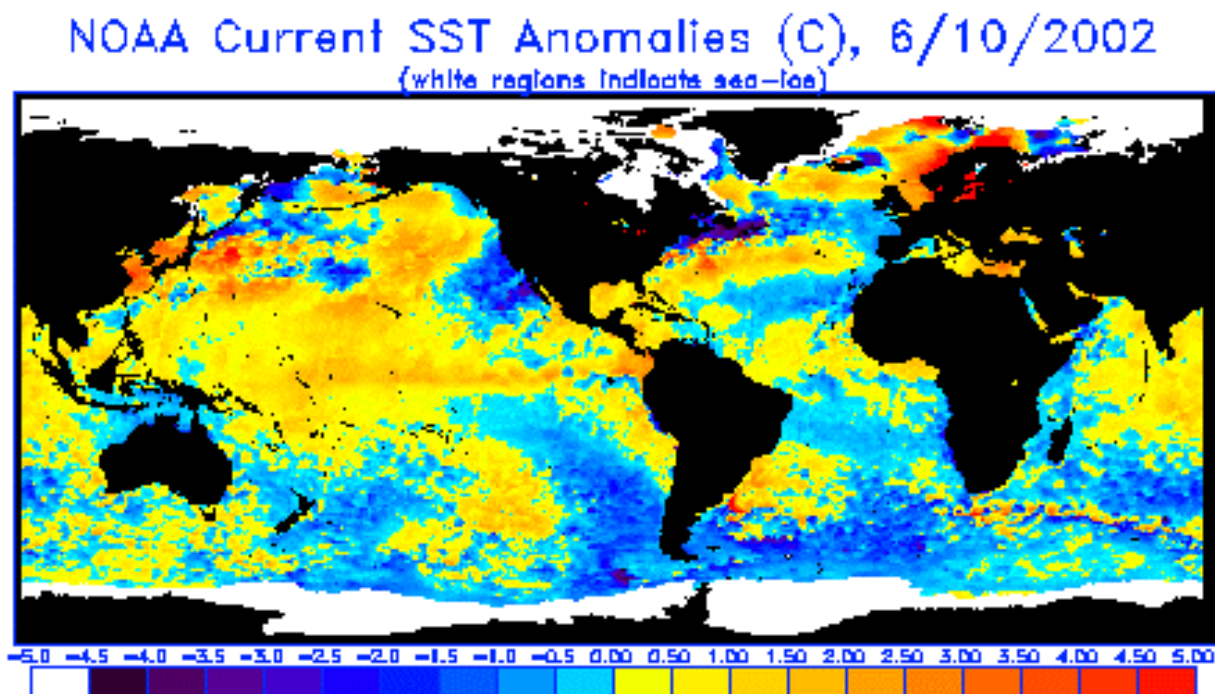 NOAA Current SST Anomalies (C), 6/10/2002
(white regions indicate sea-ice)
-5.0 -4.5 -4.0 -3.5 -3.0 -2.5 -2.0 -1.5 -1.0 -0.5 0.00 0.50 1.00 1.50 2.00 2.50 3.00 3.50 4.00 4.50 5.00